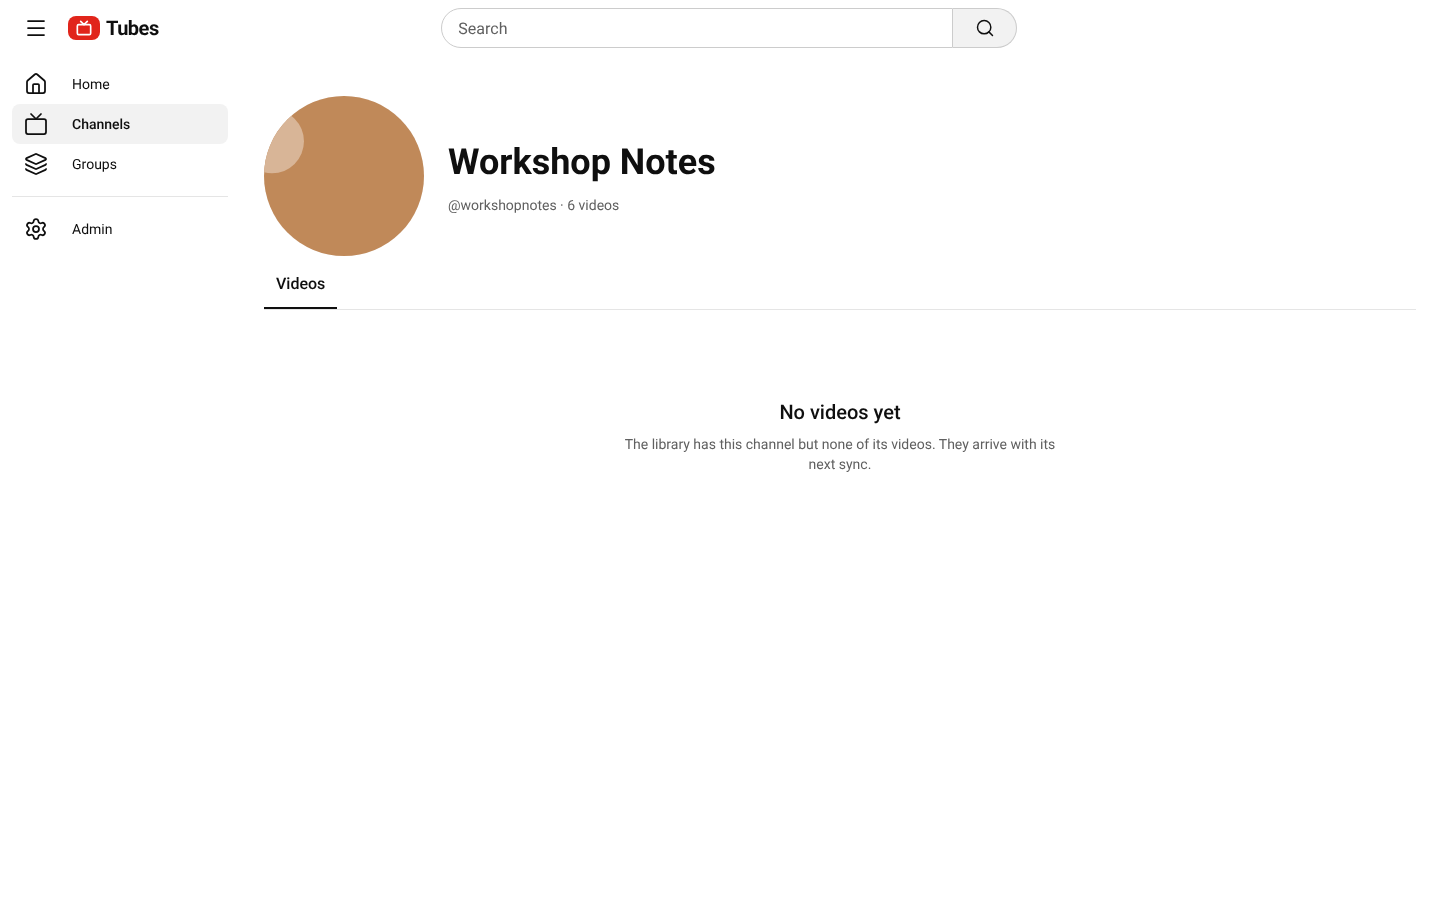 Tubes
Search
Home
Channels
Groups
Admin
Workshop Notes
@workshopnotes · 6 videos
Videos
No videos yet
The library has this channel but none of its videos. They arrive with its
next sync.